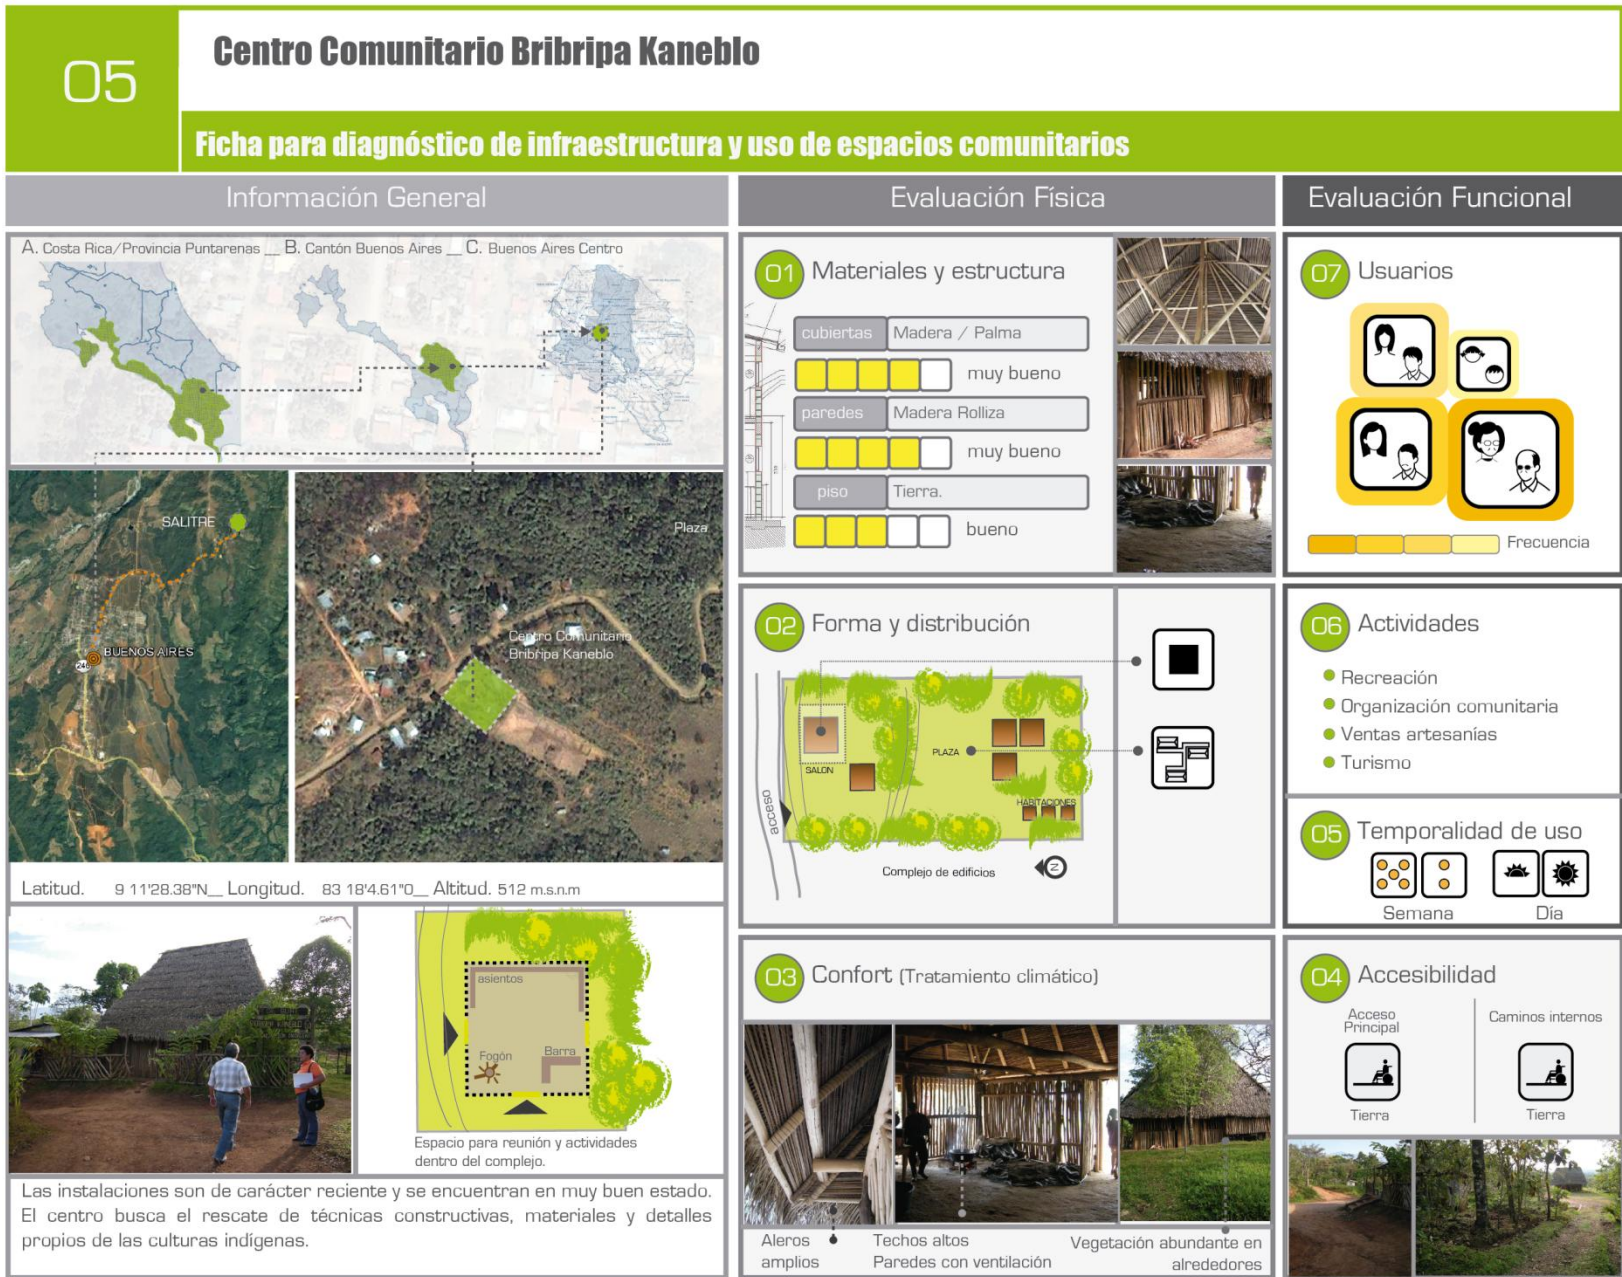 05
Centro Comunitario Bribripa Kaneblo
Ficha para diagnóstico de infraestructura y uso de espacios comunitarios
Información General
A. Costa Rica/Provincia Puntarenas __ B. Cantón Buenos Aires __ C. Buenos Aires Centro
SALITRE
BUENOS AIRES
246
Plaza
Centro Comunitario
Bribripa Kaneblo
Latitud. 9 11'28.38"N__ Longitud. 83 18'4.61"O__ Altitud. 512 m.s.n.m
asientos
Fogón
Barra
Espacio para reunión y actividades
dentro del complejo.
Las instalaciones son de carácter reciente y se encuentran en muy buen estado.
El centro busca el rescate de técnicas constructivas, materiales y detalles
propios de las culturas indígenas.
Evaluación Física
01 Materiales y estructura
cubiertas Madera / Palma
muy bueno
paredes Madera Rolliza
muy bueno
piso Tierra.
bueno
02 Forma y distribución
SALON
PLAZA
HABITACIONES
acceso
Complejo de edificios
N
03 Confort (Tratamiento climático)
Aleros
amplios
Techos altos
Paredes con ventilación
Vegetación abundante en
alrededores
Evaluación Funcional
07 Usuarios
Frecuencia
06 Actividades
Recreación
Organización comunitaria
Ventas artesanías
Turismo
05 Temporalidad de uso
Semana
Día
04 Accesibilidad
Acceso
Principal
Tierra
Caminos internos
Tierra